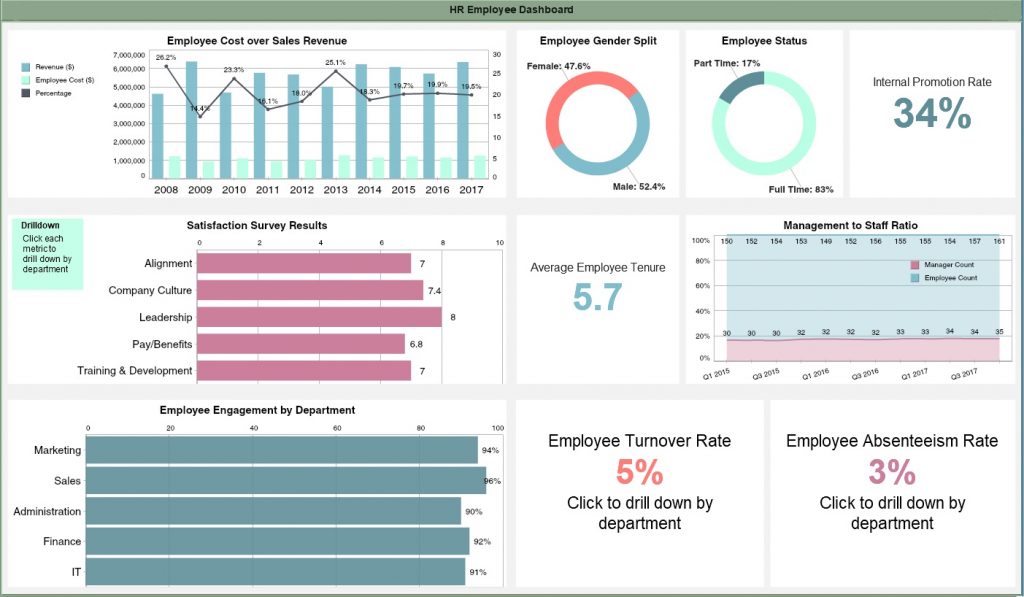 HR Employee Dashboard
Employee Cost over Sales Revenue
Revenue ($)
Employee Cost ($)
Percentage
7,000,000
6,000,000
5,000,000
4,000,000
3,000,000
2,000,000
1,000,000
0
30
25
20
15
10
5
0
26.2%
14.4%
23.3%
16.1%
18.0%
25.1%
18.3%
19.7%
19.9%
19.5%
2008 2009 2010 2011 2012 2013 2014 2015 2016 2017
Employee Gender Split
Female: 47.6%
Male: 52.4%
Employee Status
Part Time: 17%
Full Time: 83%
Internal Promotion Rate
34%
Drilldown
Click each
metric to
drill down by
department
Satisfaction Survey Results
0 2 4 6 8 10
Alignment 7
Company Culture 7.4
Leadership 8
Pay/Benefits 6.8
Training & Development 7
Average Employee Tenure
5.7
Management to Staff Ratio
100%
80%
60%
40%
20%
0%
150 152 154 153 149 152 156 155 155 154 157 161
Manager Count
Employee Count
30 30 30 32 32 32 32 33 33 34 34 35
Q1 2015 Q3 2015 Q1 2016 Q3 2016 Q1 2017 Q3 2017
Employee Engagement by Department
0 20 40 60 80 100
Marketing 94%
Sales 96%
Administration 90%
Finance 92%
IT 91%
Employee Turnover Rate
5%
Click to drill down by
department
Employee Absenteeism Rate
3%
Click to drill down by
department